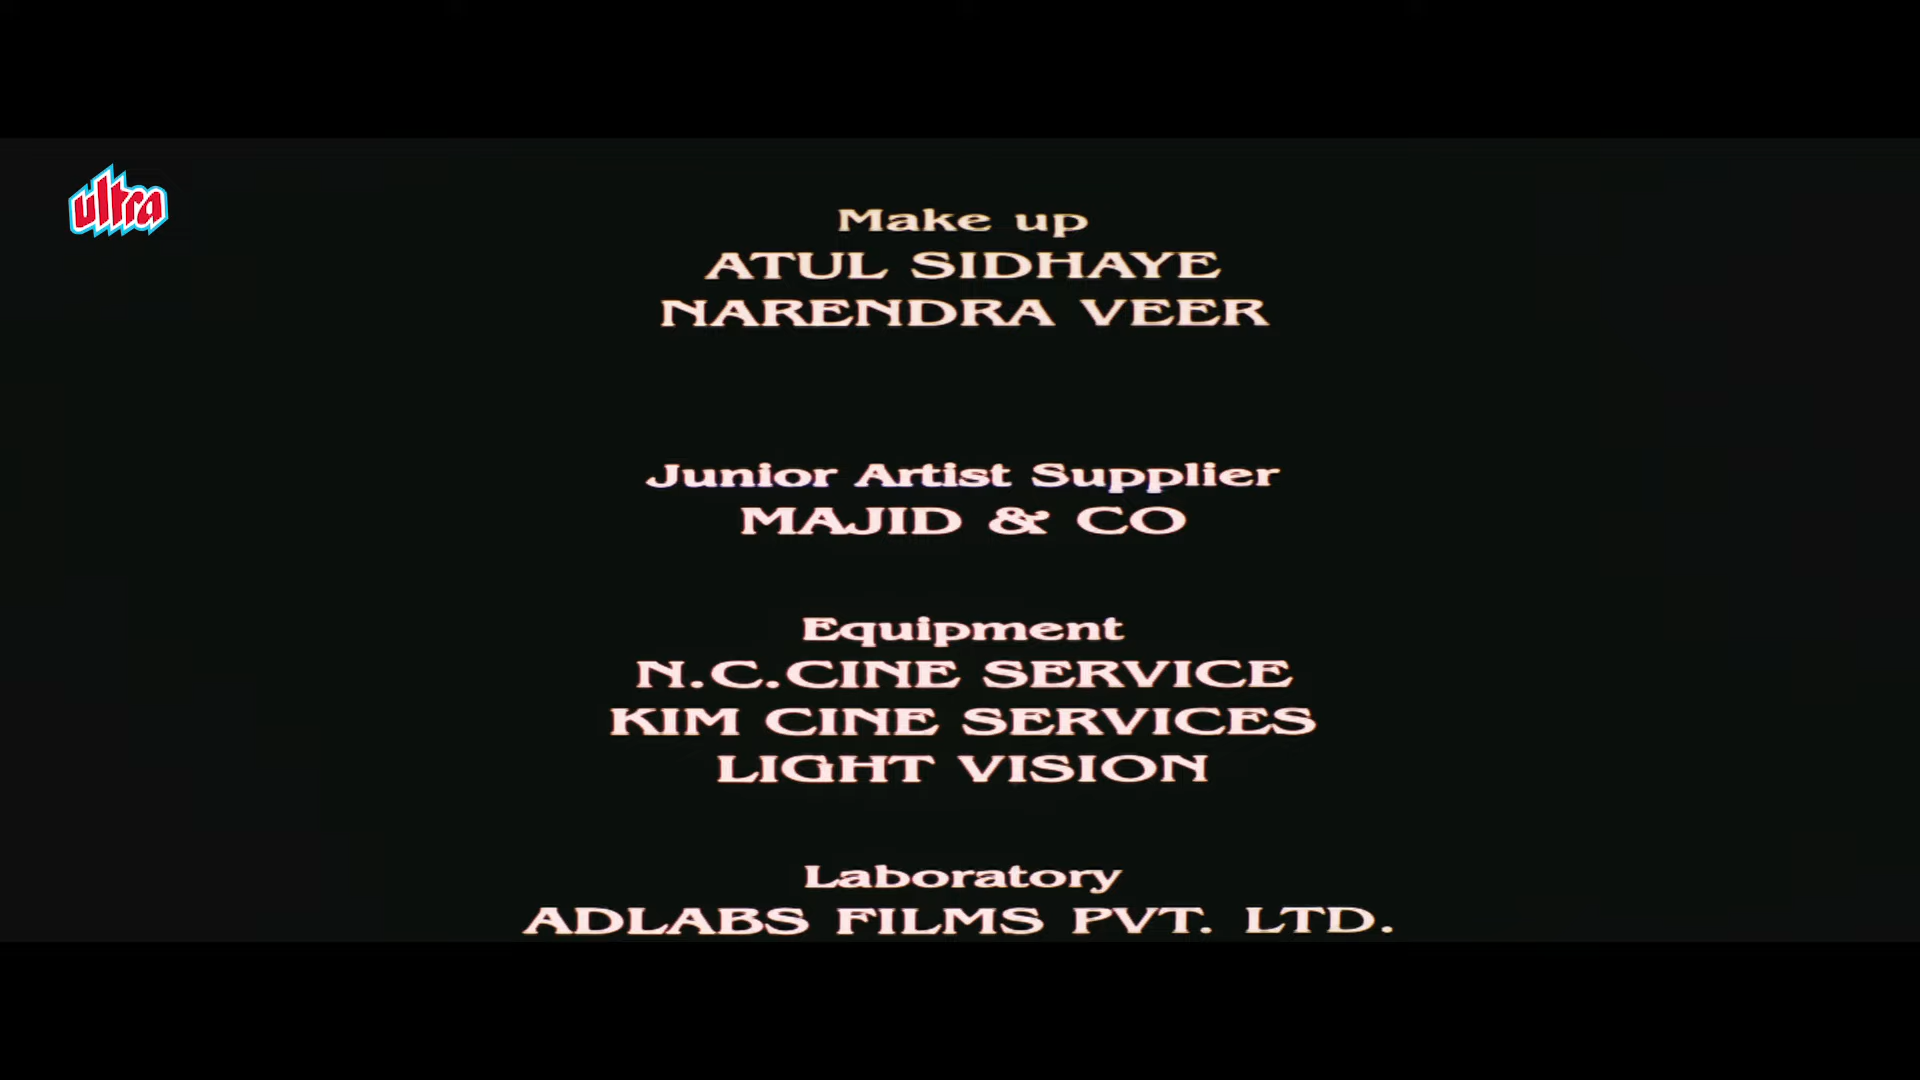 ultra
Make up
ATUL SIDHAYE
NARENDRA VEER
Junior Artist Supplier
MAJID & CO
Equipment
N.C.CINE SERVICE
KIM CINE SERVICES
LIGHT VISION
Laboratory
ADLABS FILMS PVT. LTD.